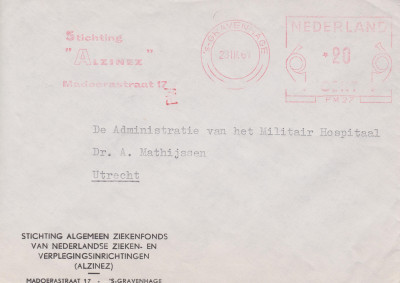 Stichting
"ALZINEZ"
Madoerastraat 17
's-GRAVENHAGE
NEDERLAND
20
CENT
De Administratie van het Militair Hospitaal
Dr. A. Mathijssen
Utrecht
STICHTING ALGEMEEN ZIEKENFONDS
VAN NEDERLANDSE ZIEKEN- EN
VERPLEGINGSINRICHTINGEN
(ALZINEZ)
MADOERASTRAAT 17 - 'S-GRAVENHAGE